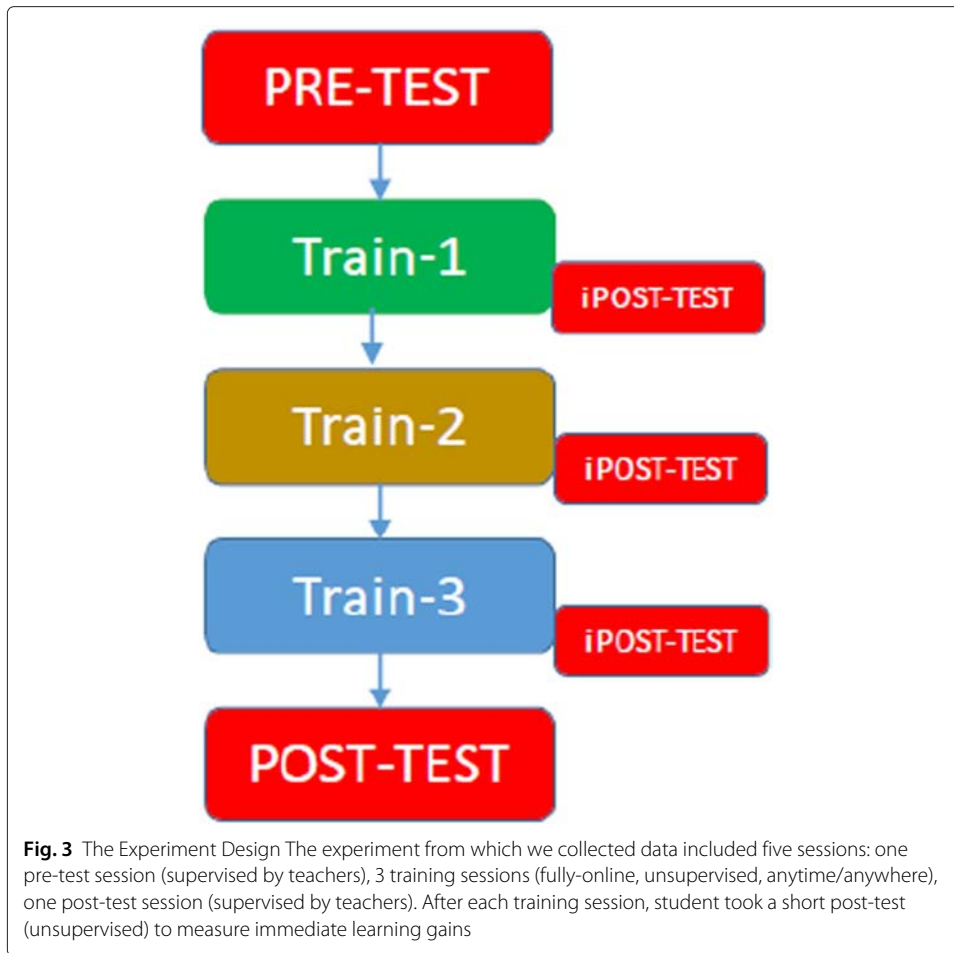 PRE-TEST
Train-1
iPOST-TEST
Train-2
iPOST-TEST
Train-3
iPOST-TEST
POST-TEST
Fig. 3 The Experiment Design The experiment from which we collected data included five sessions: one
pre-test session (supervised by teachers), 3 training sessions (fully-online, unsupervised, anytime/anywhere),
one post-test session (supervised by teachers). After each training session, student took a short post-test
(unsupervised) to measure immediate learning gains